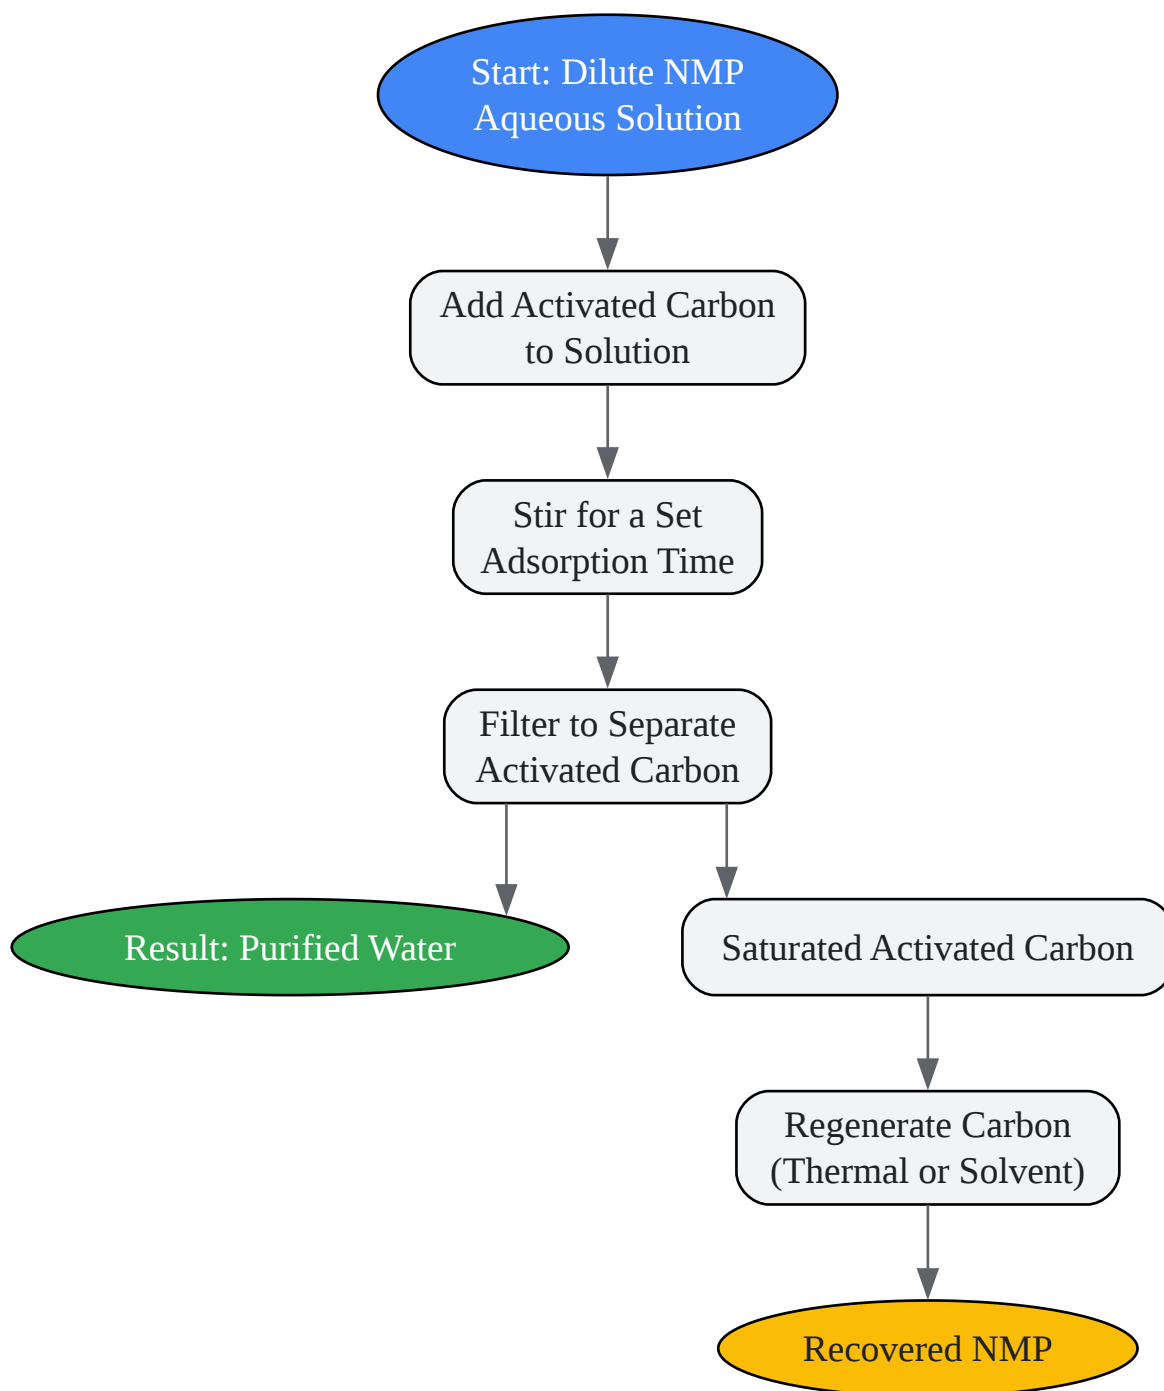 Start: Dilute NMP
Aqueous Solution
Add Activated Carbon
to Solution
Stir for a Set
Adsorption Time
Filter to Separate
Activated Carbon
Result: Purified Water
Saturated Activated Carbon
Regenerate Carbon
(Thermal or Solvent)
Recovered NMP